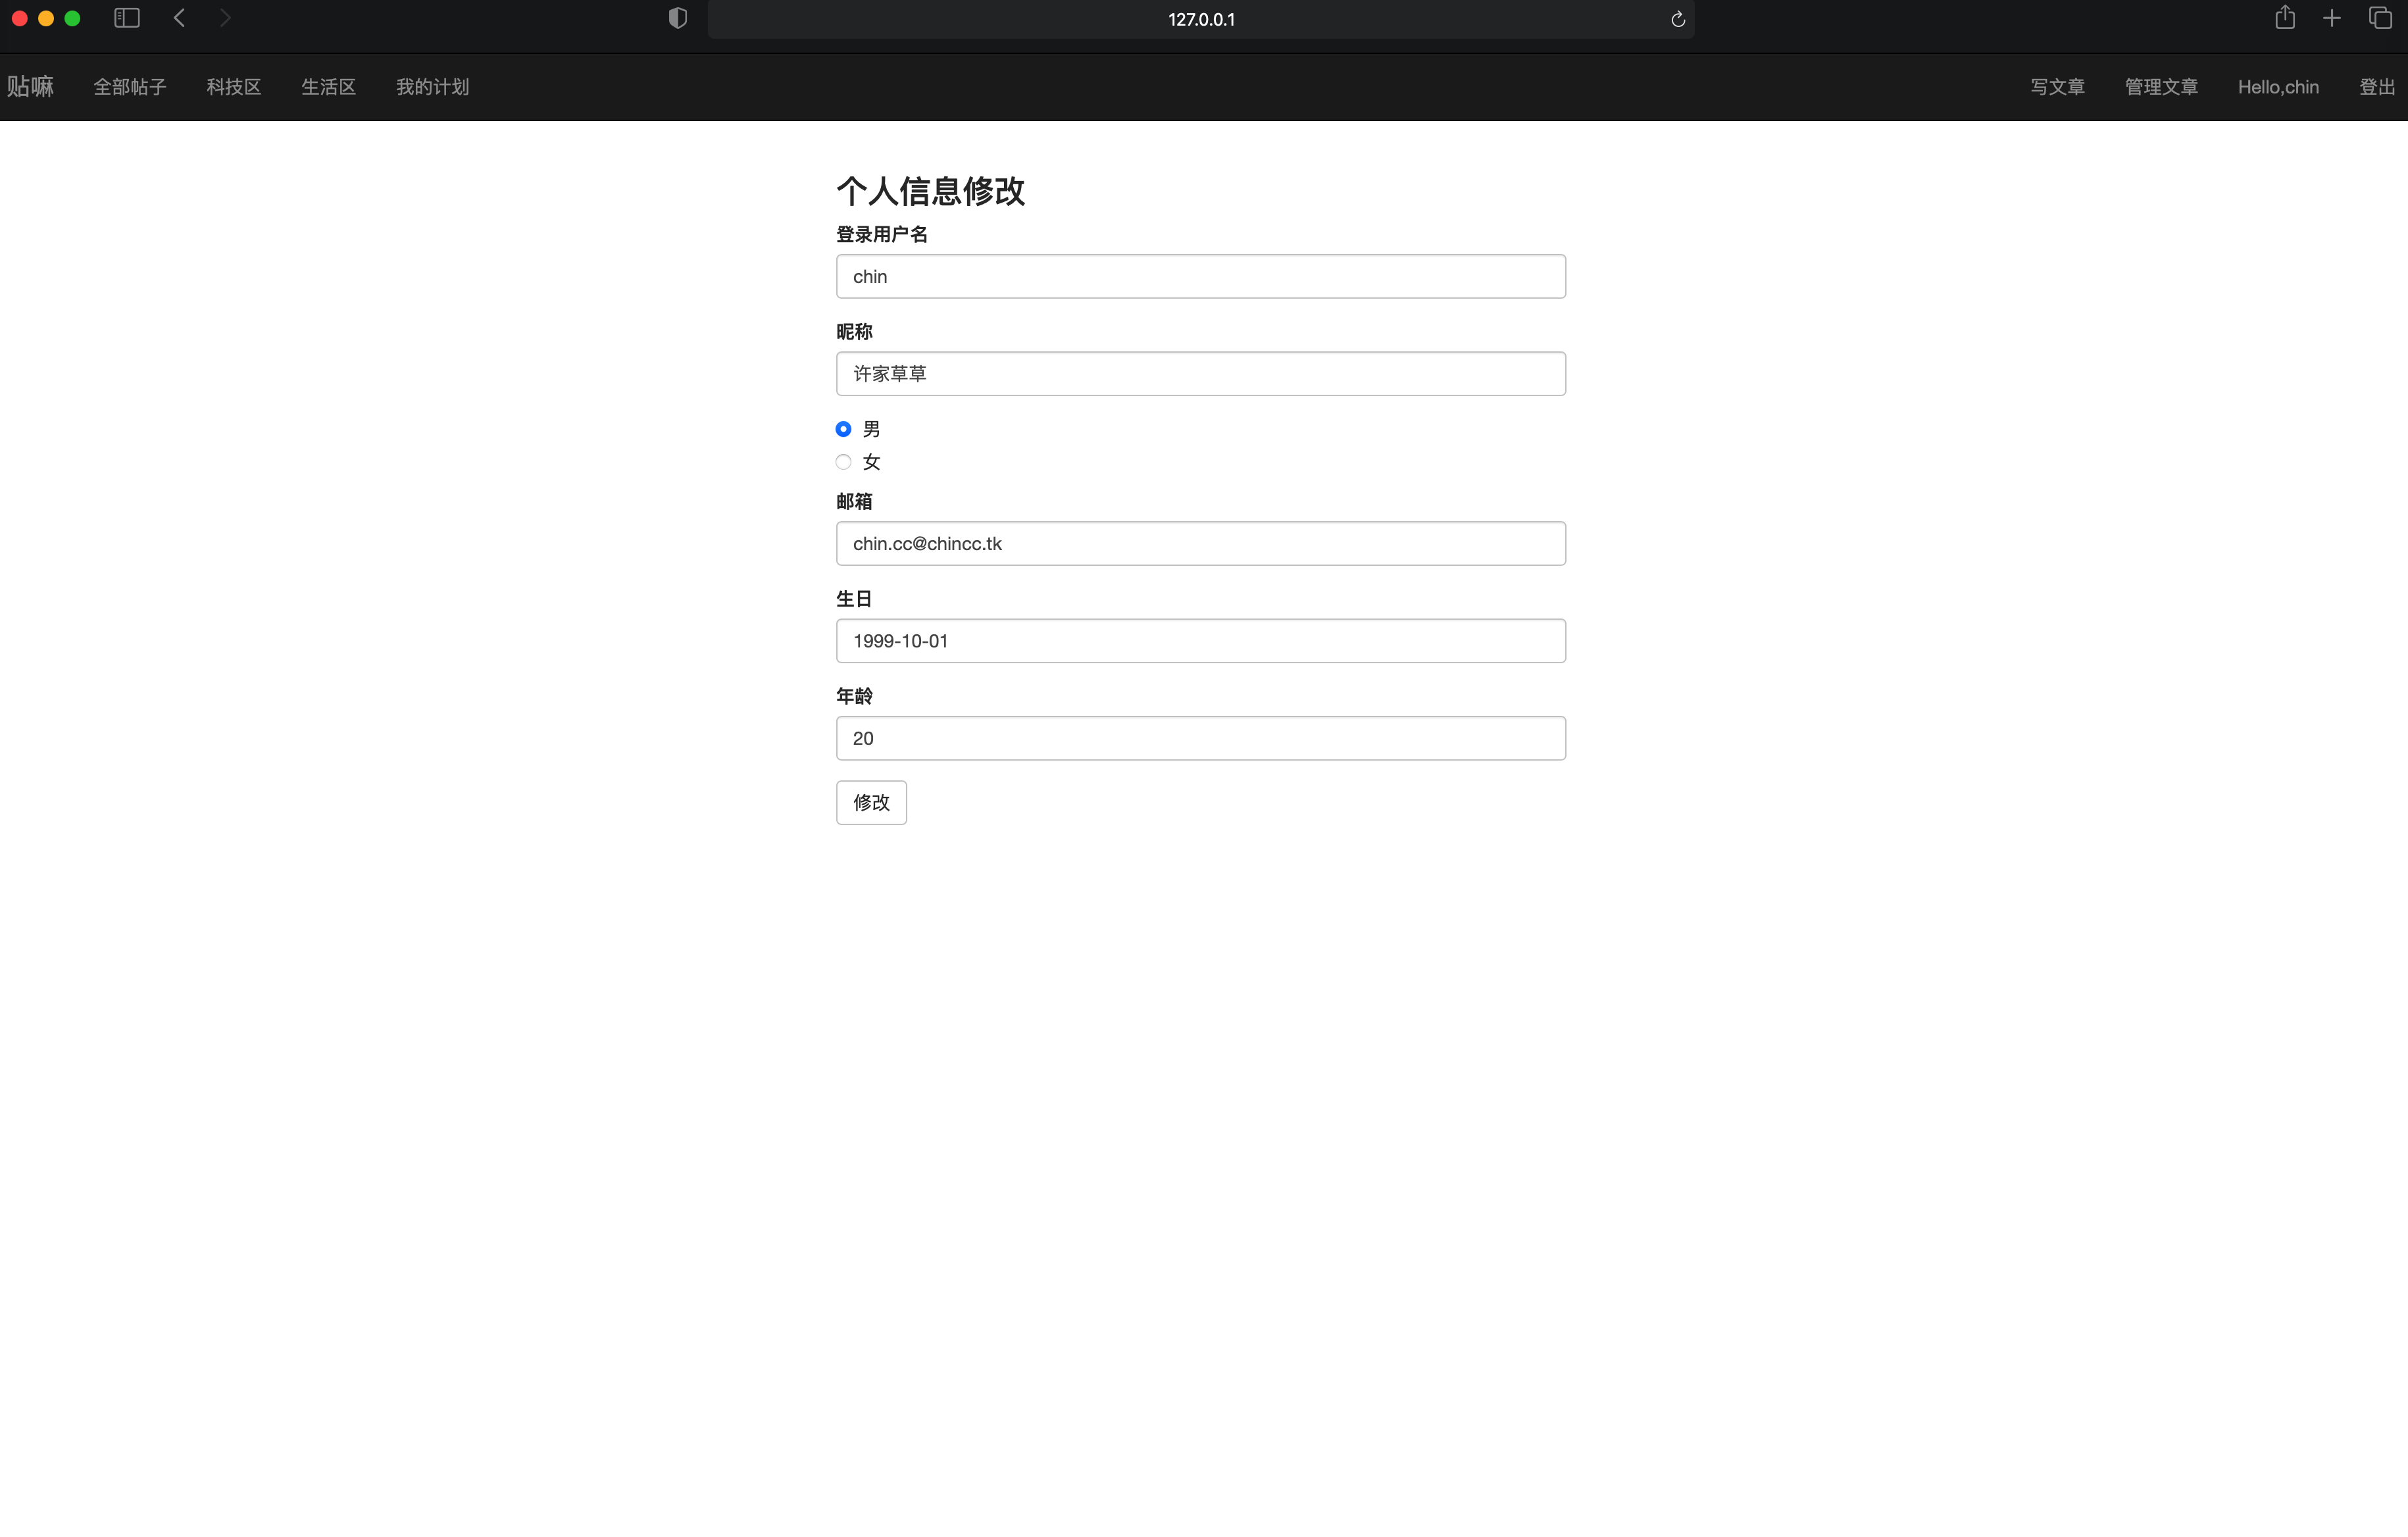 127.0.0.1
贴嘛 全部帖子 科技区 生活区 我的计划 写文章 管理文章 Hello,chin 登出
个人信息修改
登录用户名
chin
昵称
许家草草
男
女
邮箱
chin.cc@chincc.tk
生日
1999-10-01
年龄
20
修改